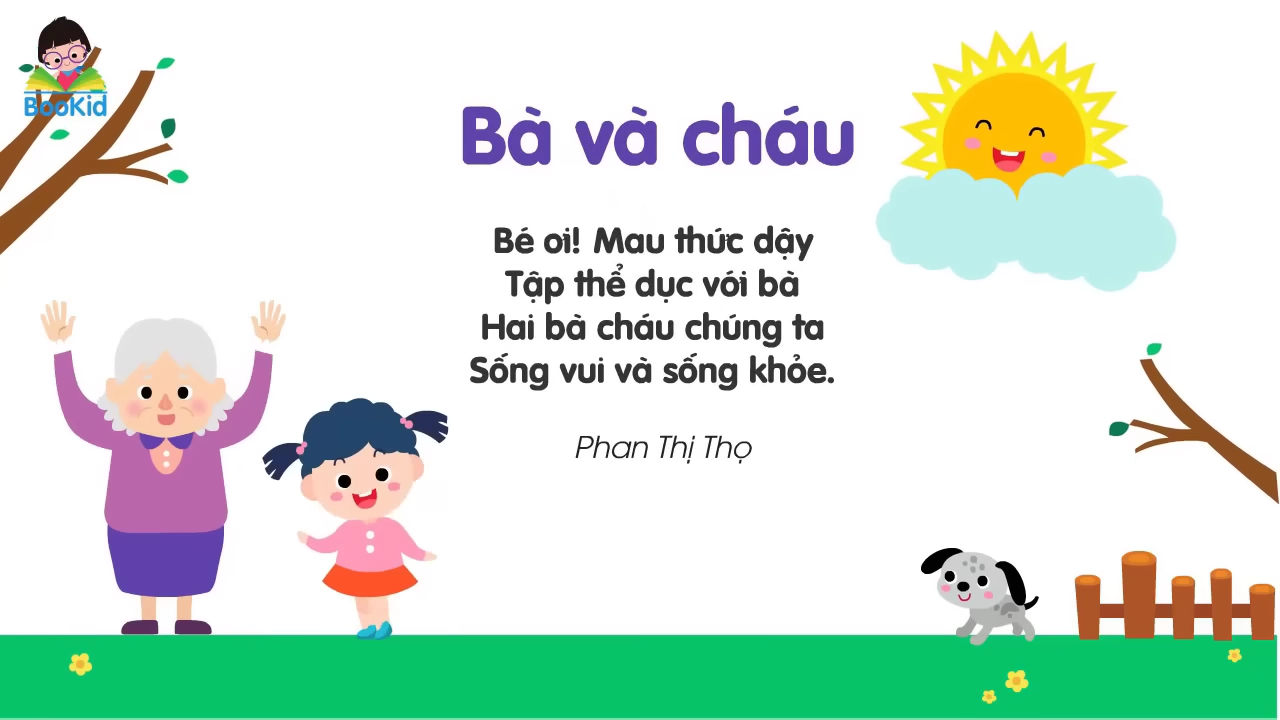 BooKid
Bà và cháu
Bé ơi! Mau thức dậy
Tập thể dục với bà
Hai bà cháu chúng ta
Sống vui và sống khỏe.
Phan Thị Thọ